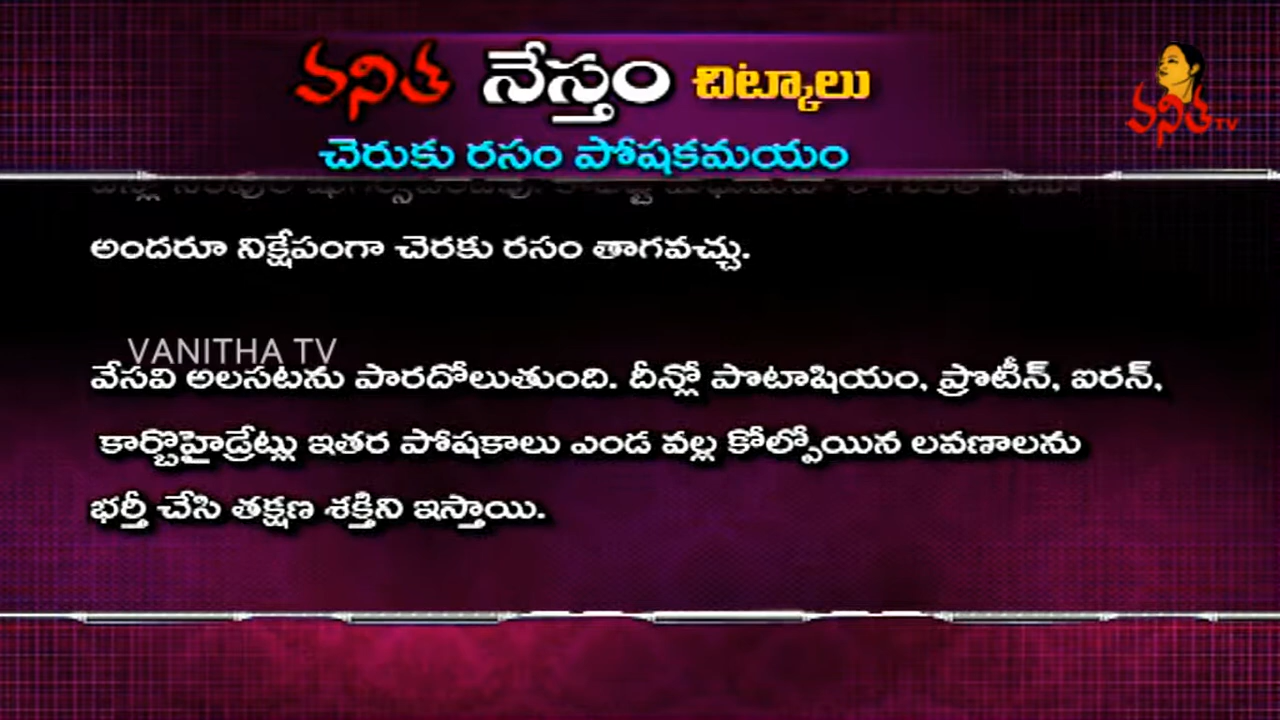 వనిత నేస్తం చిట్కాలు
వనిత TV
చెరుకు రసం పోషకమయం
అందరూ నిక్షేపంగా చెరకు రసం తాగవచ్చు.
VANITHA TV
వేసవి అలసటను పారదోలుతుంది. దీన్లో పొటాషియం, ప్రొటీన్, ఐరన్,
కార్బొహైడ్రేట్లు ఇతర పోషకాలు ఎండ వల్ల కోల్పోయిన లవణాలను
భర్తీ చేసి తక్షణ శక్తిని ఇస్తాయి.